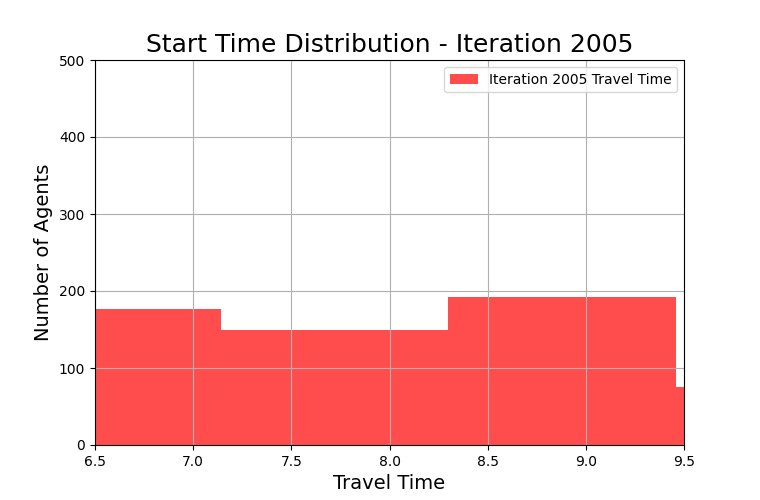 Start Time Distribution - Iteration 2005
Iteration 2005 Travel Time
Number of Agents
500
400
300
200
100
0
6.5 7.0 7.5 8.0 8.5 9.0 9.5
Travel Time